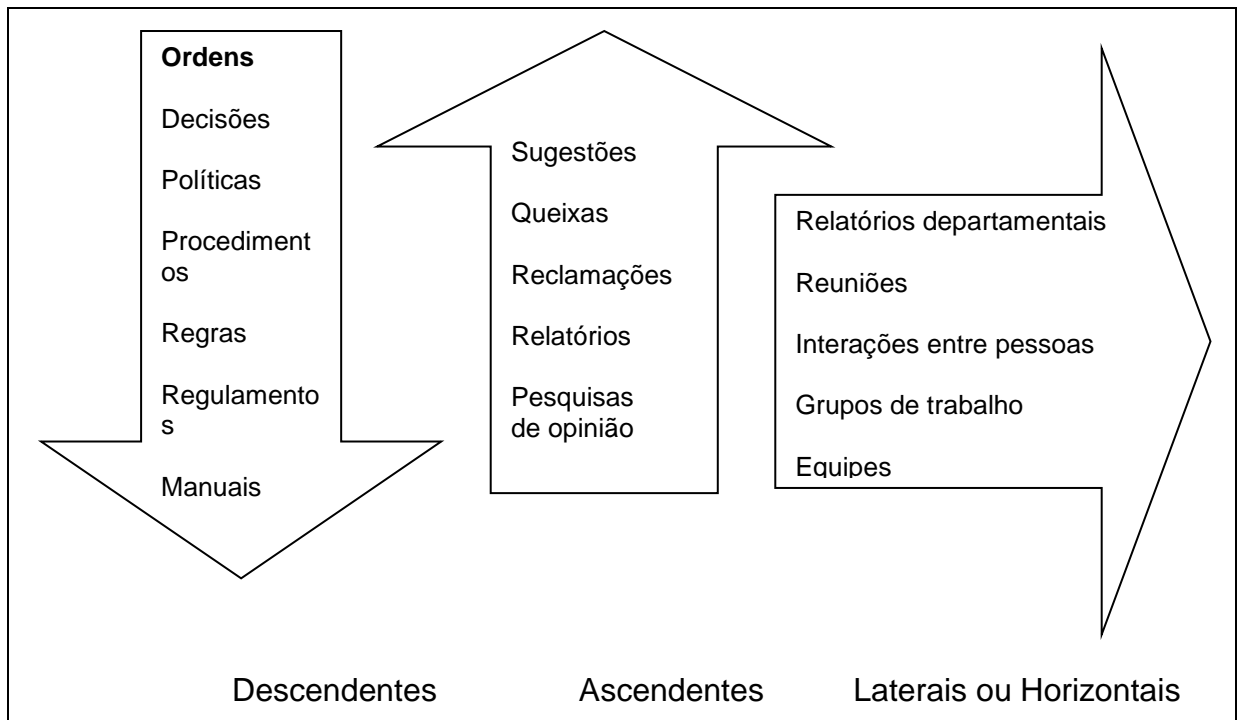 Ordens
Decisões
Políticas
Procediment
os
Regras
Regulamento
s
Manuais
Sugestões
Queixas
Reclamações
Relatórios
Pesquisas
de opinião
Relatórios departamentais
Reuniões
Interações entre pessoas
Grupos de trabalho
Equipes
Descendentes
Ascendentes
Laterais ou Horizontais